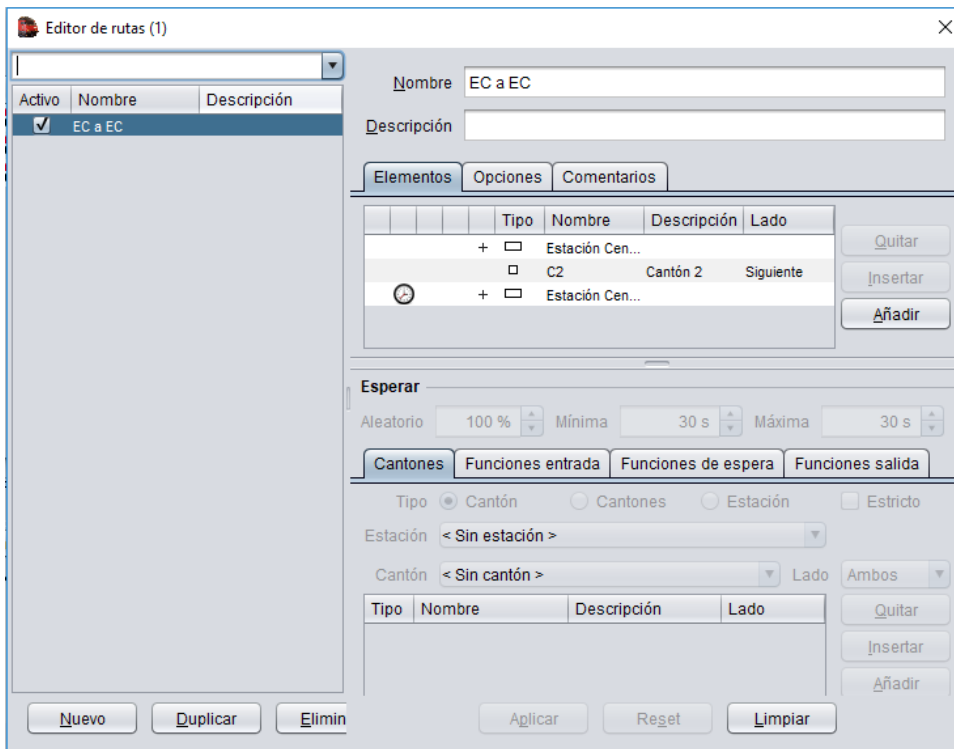 Editor de rutas (1)
Nombre EC a EC
Activo Nombre Descripción
EC a EC
Descripción
Elementos Opciones Comentarios
Tipo Nombre Descripción Lado
+ Estación Cen...
C2 Cantón 2 Siguiente
+ Estación Cen...
Quitar
Insertar
Añadir
Esperar
Aleatorio 100 % Mínima 30 s Máxima 30 s
Cantones Funciones entrada Funciones de espera Funciones salida
Tipo Cantón Cantones Estación Estricto
Estación < Sin estación >
Cantón < Sin cantón > Lado Ambos
Tipo Nombre Descripción Lado
Quitar
Insertar
Añadir
Nuevo Duplicar Elimin
Aplicar Reset Limpiar